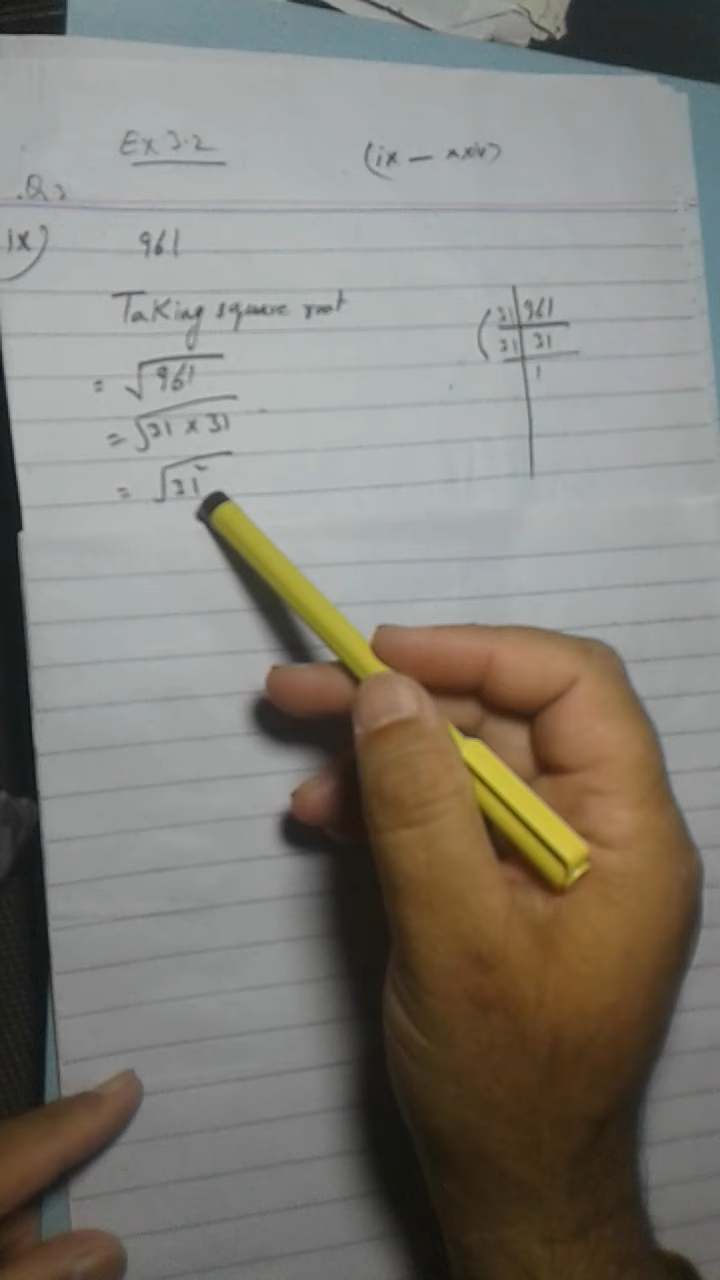 Ex 3.2 (ix — xxiv)
Q2
ix) 961
Taking square root
= √961
= √31 × 31
= √31²
31 | 961
31 | 31
1